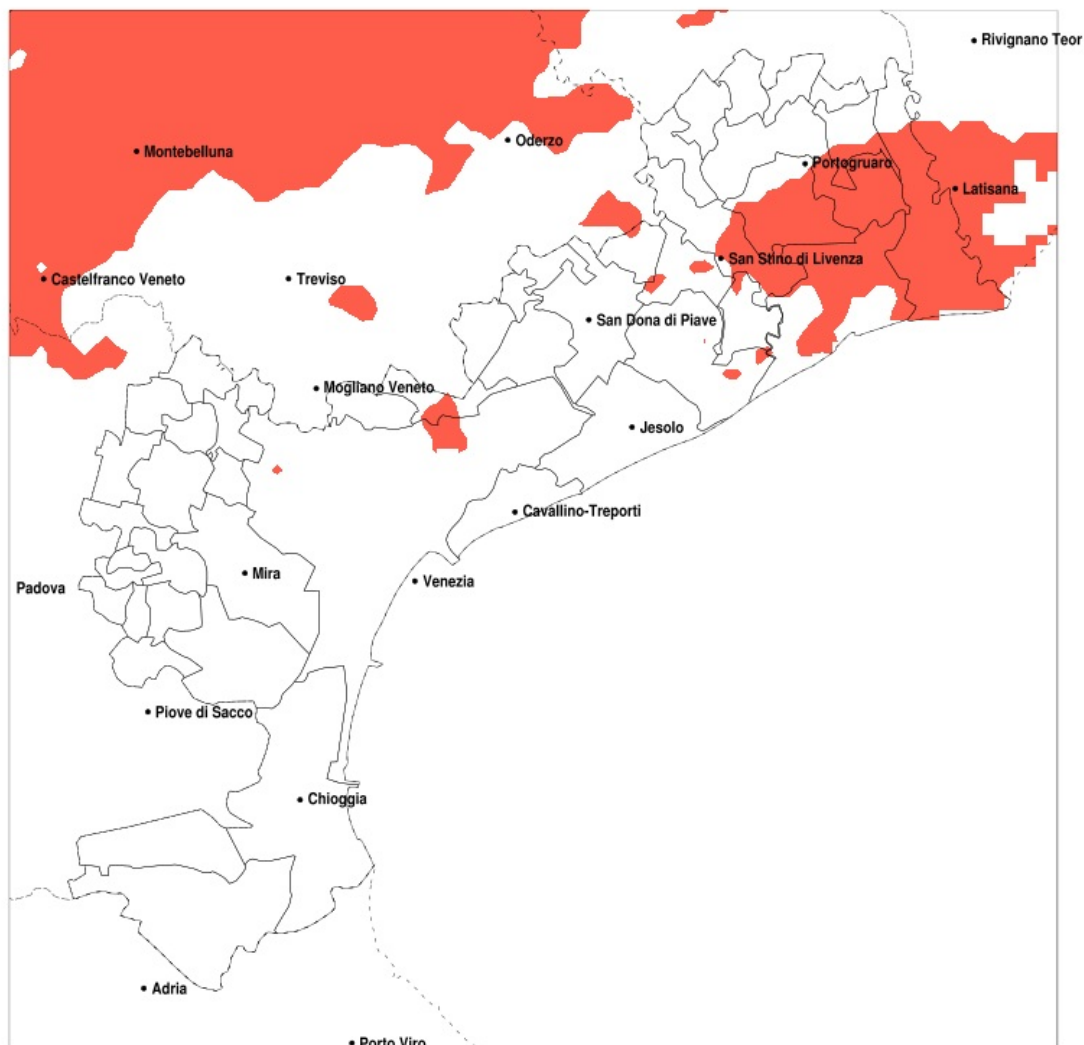 Rivignano Teor
Oderzo
Montebelluna
Portogruaro
Latisana
San Stino di Livenza
Castelfranco Veneto
Treviso
San Dona di Piave
Mogliano Veneto
Jesolo
Cavallino-Treporti
Mira
Venezia
Padova
Piove di Sacco
Chioggia
Adria
Porto Viro